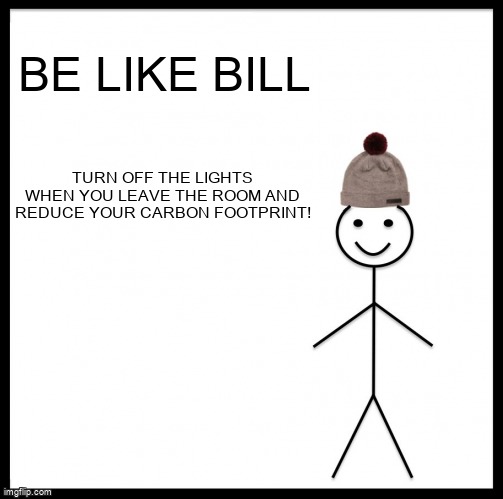 BE LIKE BILL
TURN OFF THE LIGHTS
WHEN YOU LEAVE THE ROOM AND
REDUCE YOUR CARBON FOOTPRINT!
imgflip.com